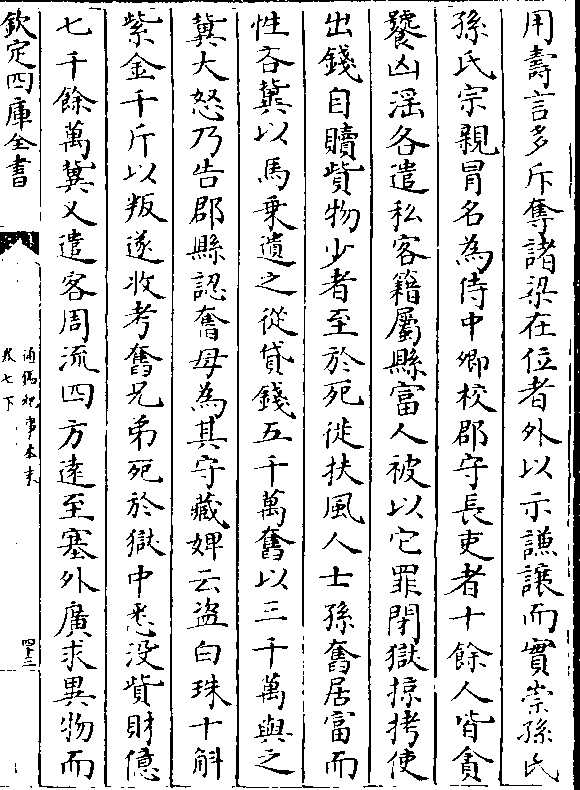 用壽言多斥奪諸梁在位者外以示謙讓而實崇孫氏
孫氏宗親冒名為侍中卿校郡守長吏者十餘人皆貪
饕凶淫各遣私客籍屬縣富人被以它罪閉獄掠拷使
出錢自贖貲物少者至於死徙扶風人士孫奮居富而
性吝冀以馬乗遺之從貸錢五千萬奮以三千萬與之
冀大怒乃告郡縣認奮母為其守藏婢云盗白珠十斛
紫金千斤以叛遂收考奮兄弟死於獄中悉沒貲財億
七千餘萬冀又遣客周流四方逺至塞外廣求異物而
欽定四庫全書
通鑑紀事本末
卷七下
四十三